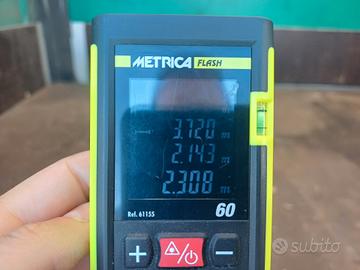 METRICA FLASH
3.720 m
2.143 m
2.308 m
Ref. 61155
60
subito